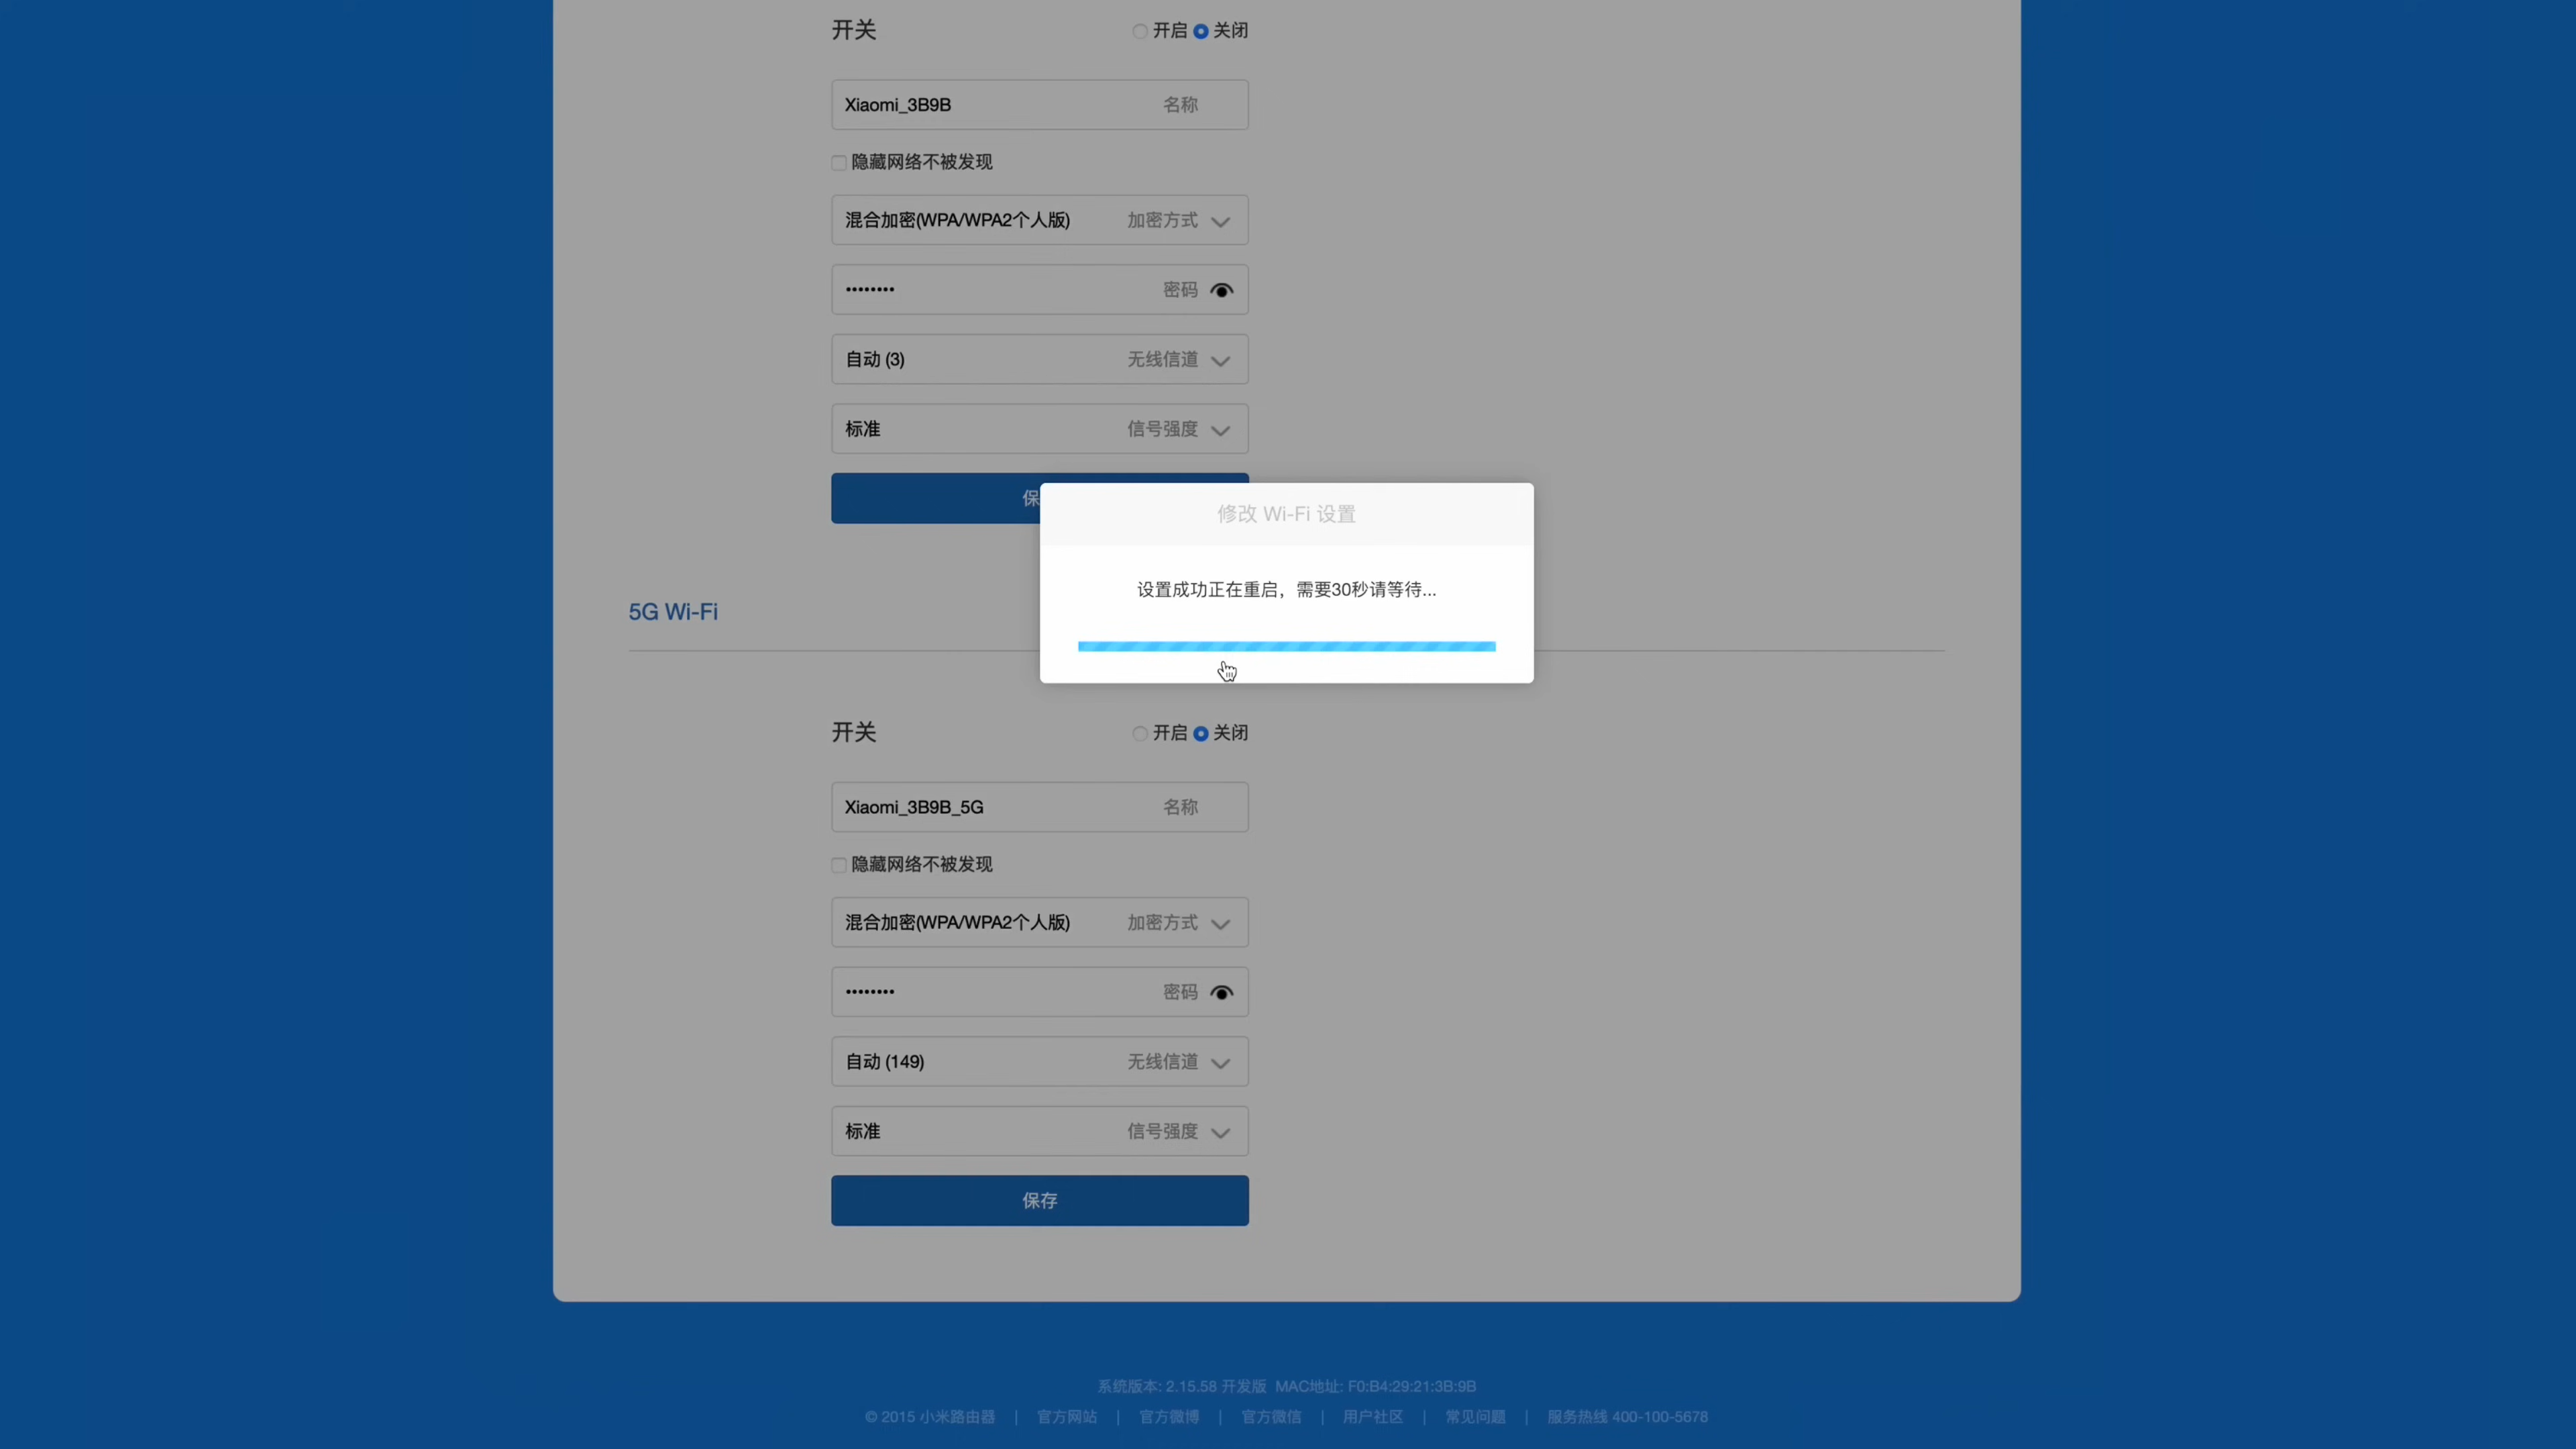 开关 开启 关闭
Xiaomi_3B9B 名称
隐藏网络不被发现
混合加密(WPA/WPA2个人版) 加密方式
•••••••• 密码
自动 (3) 无线信道
标准 信号强度
保
修改 Wi-Fi 设置
设置成功正在重启，需要30秒请等待...
5G Wi-Fi
开关 开启 关闭
Xiaomi_3B9B_5G 名称
隐藏网络不被发现
混合加密(WPA/WPA2个人版) 加密方式
•••••••• 密码
自动 (149) 无线信道
标准 信号强度
保存
系统版本: 2.15.58 开发版 MAC地址: F0:B4:29:21:3B:9B
© 2015 小米路由器 | 官方网站 | 官方微博 | 官方微信 | 用户社区 | 常见问题 | 服务热线 400-100-5678